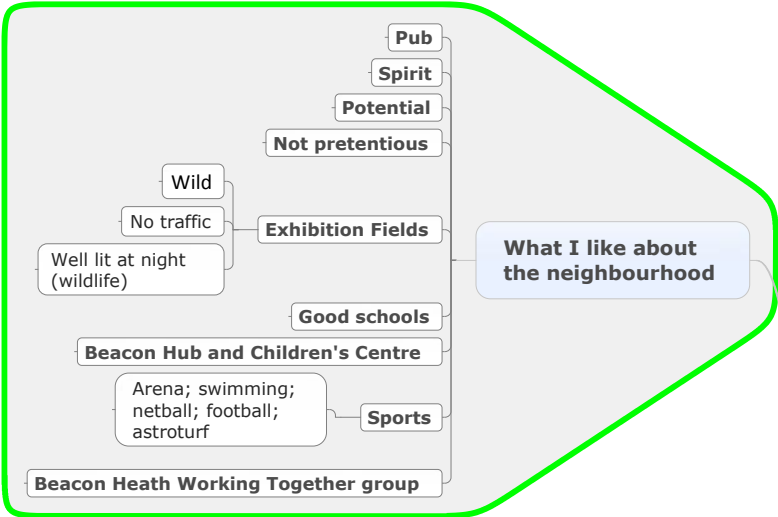 Pub
Spirit
Potential
Not pretentious
Wild
No traffic
Well lit at night
(wildlife)
Exhibition Fields
What I like about
the neighbourhood
Good schools
Beacon Hub and Children's Centre
Arena; swimming;
netball; football;
astroturf
Sports
Beacon Heath Working Together group